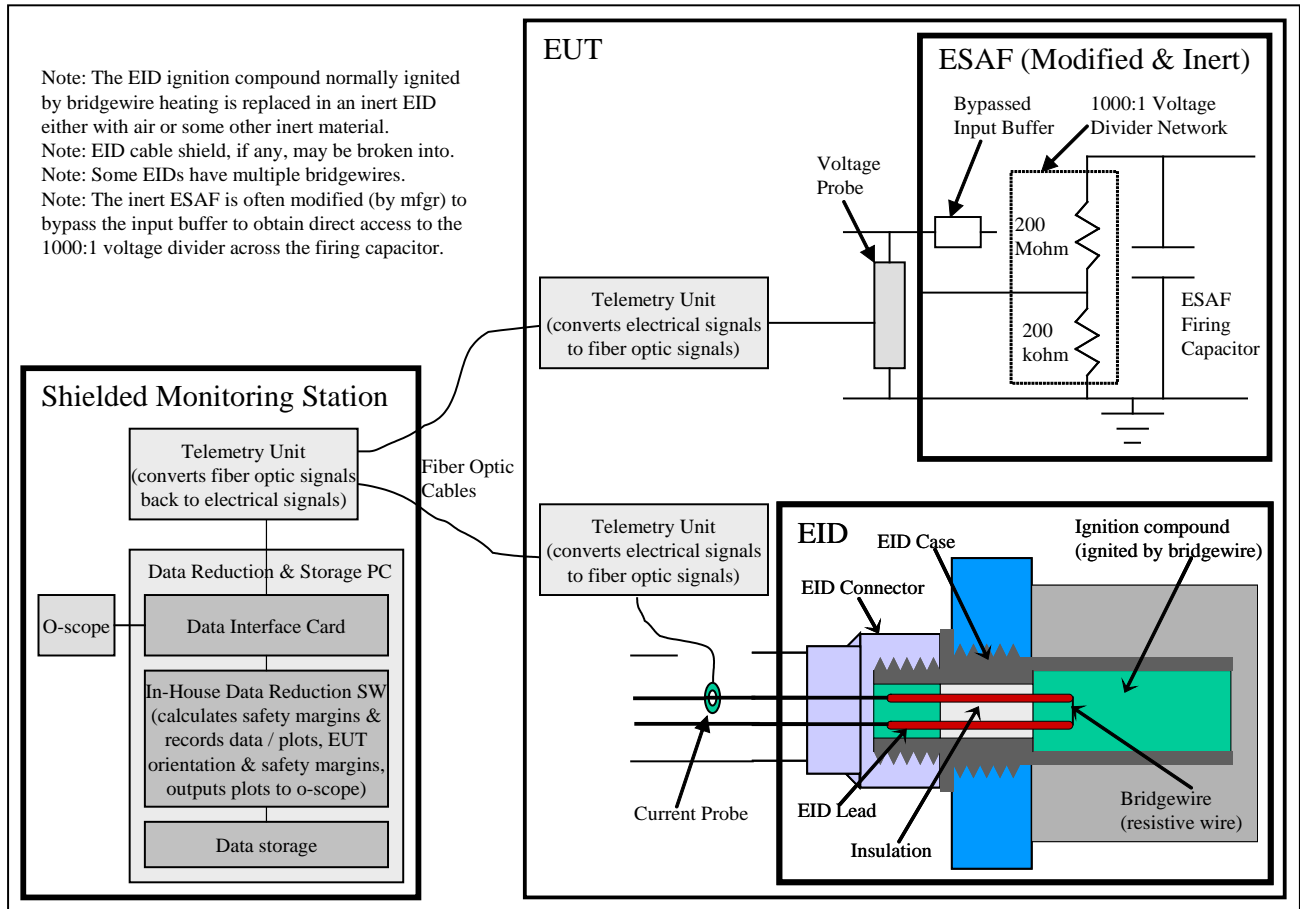 Note: The EID ignition compound normally ignited
by bridgewire heating is replaced in an inert EID
either with air or some other inert material.
Note: EID cable shield, if any, may be broken into.
Note: Some EIDs have multiple bridgewires.
Note: The inert ESAF is often modified (by mfgr) to
bypass the input buffer to obtain direct access to the
1000:1 voltage divider across the firing capacitor.
EUT
ESAF (Modified & Inert)
Bypassed
Input Buffer
1000:1 Voltage
Divider Network
Voltage
Probe
200
Mohm
200
kohm
ESAF
Firing
Capacitor
Telemetry Unit
(converts electrical signals
to fiber optic signals)
Shielded Monitoring Station
Telemetry Unit
(converts fiber optic signals
back to electrical signals)
Fiber Optic
Cables
Data Reduction & Storage PC
O-scope
Data Interface Card
In-House Data Reduction SW
(calculates safety margins &
records data / plots, EUT
orientation & safety margins,
outputs plots to o-scope)
Data storage
Telemetry Unit
(converts electrical signals
to fiber optic signals)
Current Probe
EID
EID Case
Ignition compound
(ignited by bridgewire)
EID Connector
EID Lead
Insulation
Bridgewire
(resistive wire)